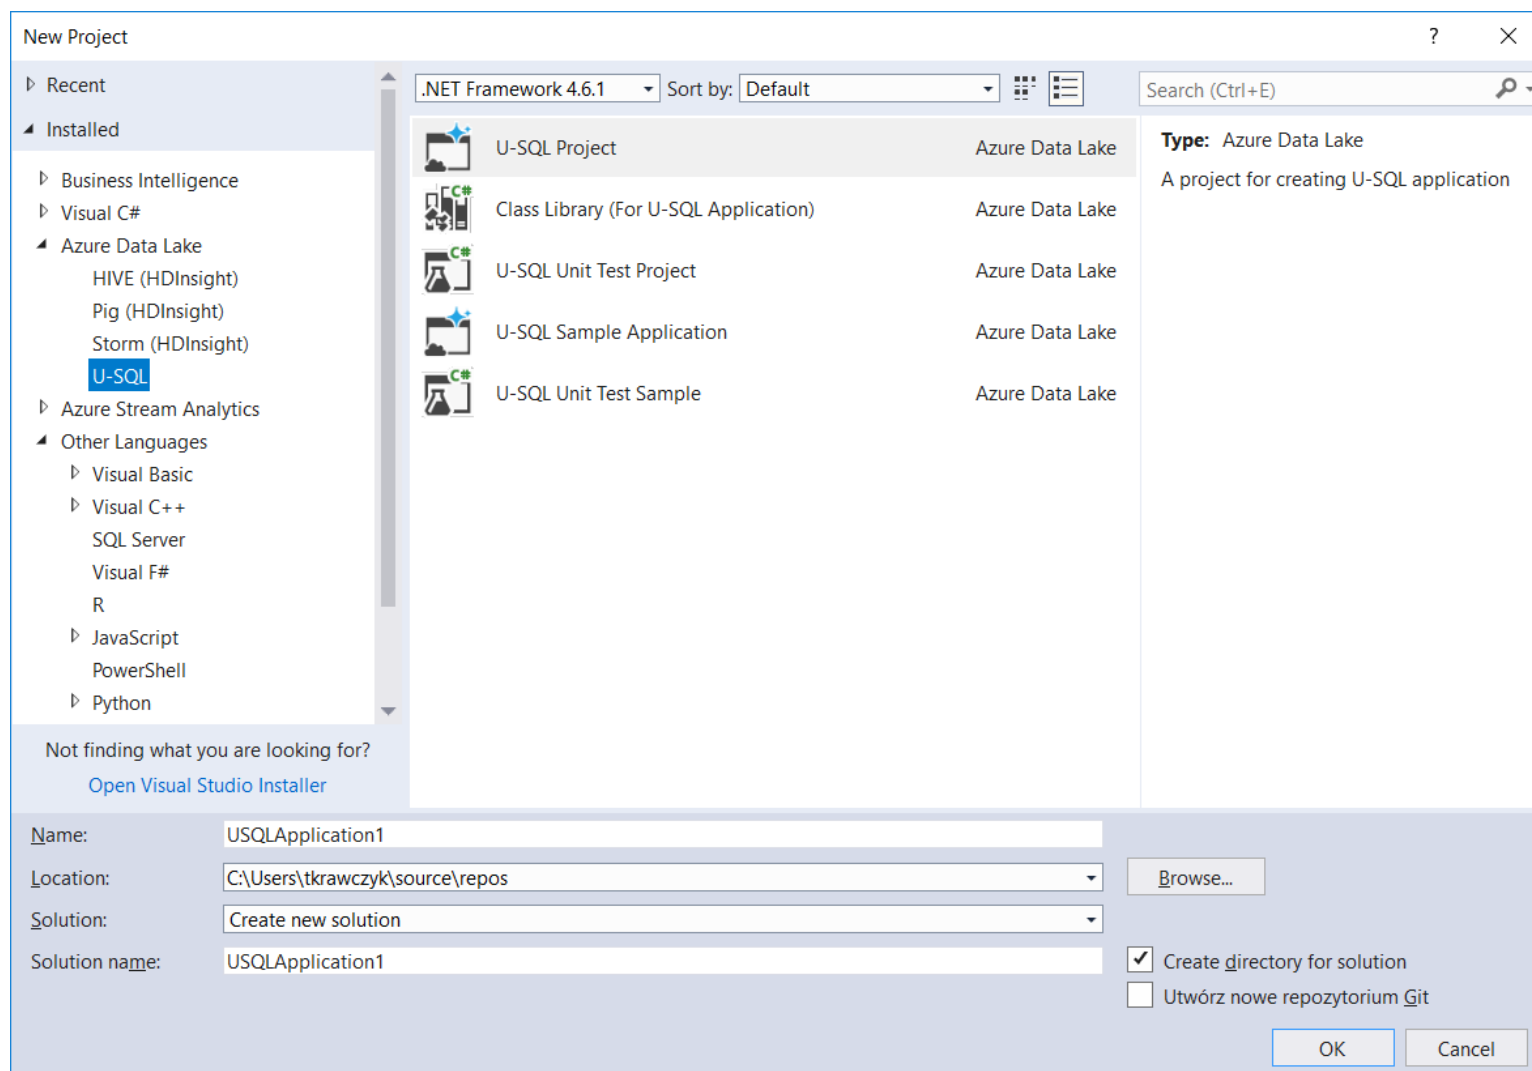 New Project
?
Recent
Installed
Business Intelligence
Visual C#
Azure Data Lake
HIVE (HDInsight)
Pig (HDInsight)
Storm (HDInsight)
U-SQL
Azure Stream Analytics
Other Languages
Visual Basic
Visual C++
SQL Server
Visual F#
R
JavaScript
PowerShell
Python
Not finding what you are looking for?
Open Visual Studio Installer
.NET Framework 4.6.1 Sort by: Default
Search (Ctrl+E)
U-SQL Project Azure Data Lake
C# Class Library (For U-SQL Application) Azure Data Lake
C# U-SQL Unit Test Project Azure Data Lake
U-SQL Sample Application Azure Data Lake
C# U-SQL Unit Test Sample Azure Data Lake
Type: Azure Data Lake
A project for creating U-SQL application
Name: USQLApplication1
Location: C:\Users\tkrawczyk\source\repos Browse...
Solution: Create new solution
Solution name: USQLApplication1
Create directory for solution
Utwórz nowe repozytorium Git
OK Cancel